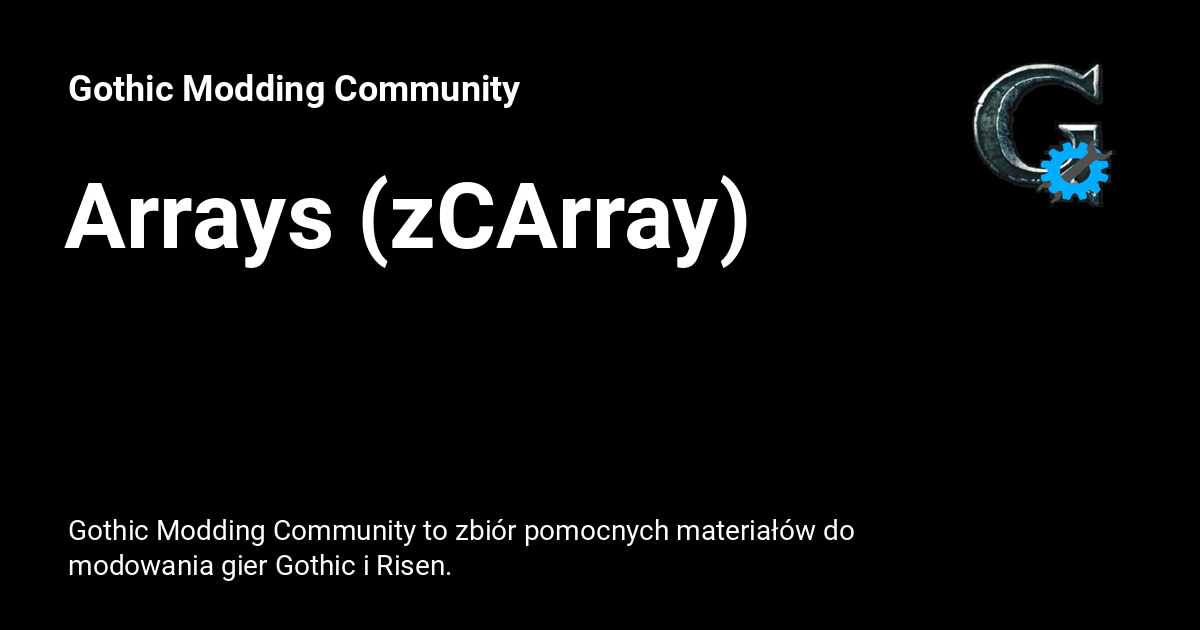 Gothic Modding Community
Arrays (zCArray)
Gothic Modding Community to zbiór pomocnych materiałów do
modowania gier Gothic i Risen.